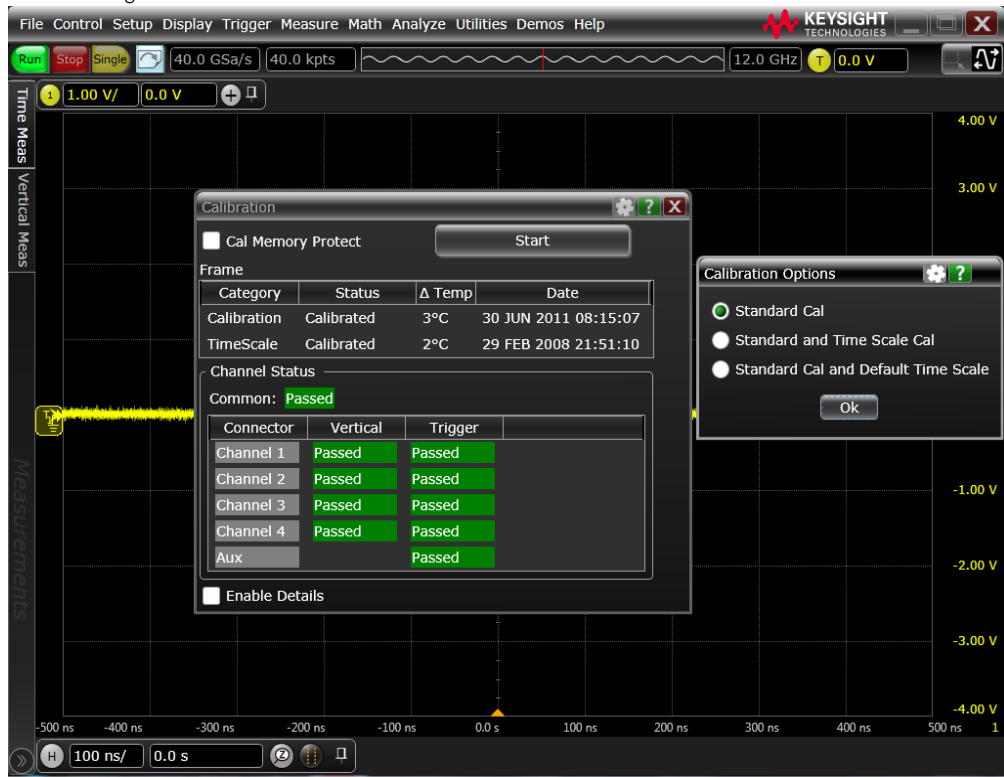 File Control Setup Display Trigger Measure Math Analyze Utilities Demos Help
KEYSIGHT
TECHNOLOGIES
Run Stop Single 40.0 GSa/s 40.0 kpts 12.0 GHz T 0.0 V
1 1.00 V/ 0.0 V
Time Meas
Vertical Meas
Measurements
4.00 V
3.00 V
Calibration
Cal Memory Protect Start
Frame
Category Status Δ Temp Date
Calibration Calibrated 3°C 30 JUN 2011 08:15:07
TimeScale Calibrated 2°C 29 FEB 2008 21:51:10
Channel Status
Common: Passed
Connector Vertical Trigger
Channel 1 Passed Passed
Channel 2 Passed Passed
Channel 3 Passed Passed
Channel 4 Passed Passed
Aux Passed
Enable Details
Calibration Options
Standard Cal
Standard and Time Scale Cal
Standard Cal and Default Time Scale
Ok
T
-1.00 V
-2.00 V
-3.00 V
-4.00 V
-500 ns -400 ns -300 ns -200 ns -100 ns 0.0 s 100 ns 200 ns 300 ns 400 ns 500 ns 1
H 100 ns/ 0.0 s